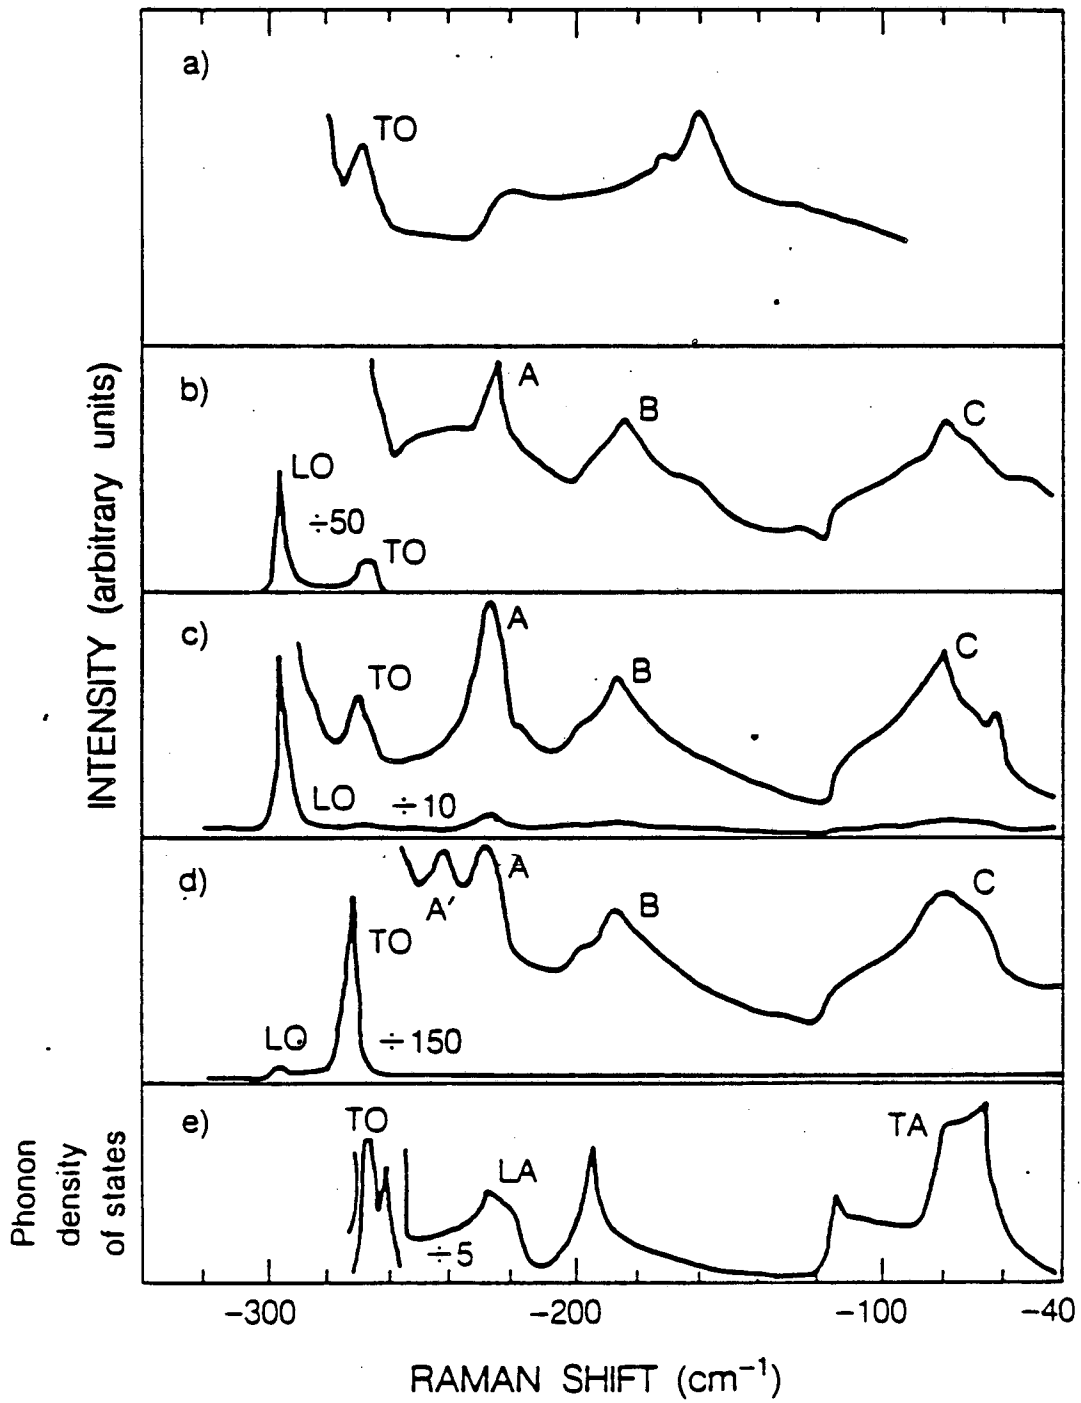 a)
TO
b)
A
B
C
LO
÷50
TO
c)
A
B
C
TO
LO
÷10
d)
A
A′
B
C
TO
LO
÷150
e)
TO
LA
TA
÷5
INTENSITY (arbitrary units)
Phonon
density
of states
−300
−200
−100
−40
RAMAN SHIFT (cm⁻¹)